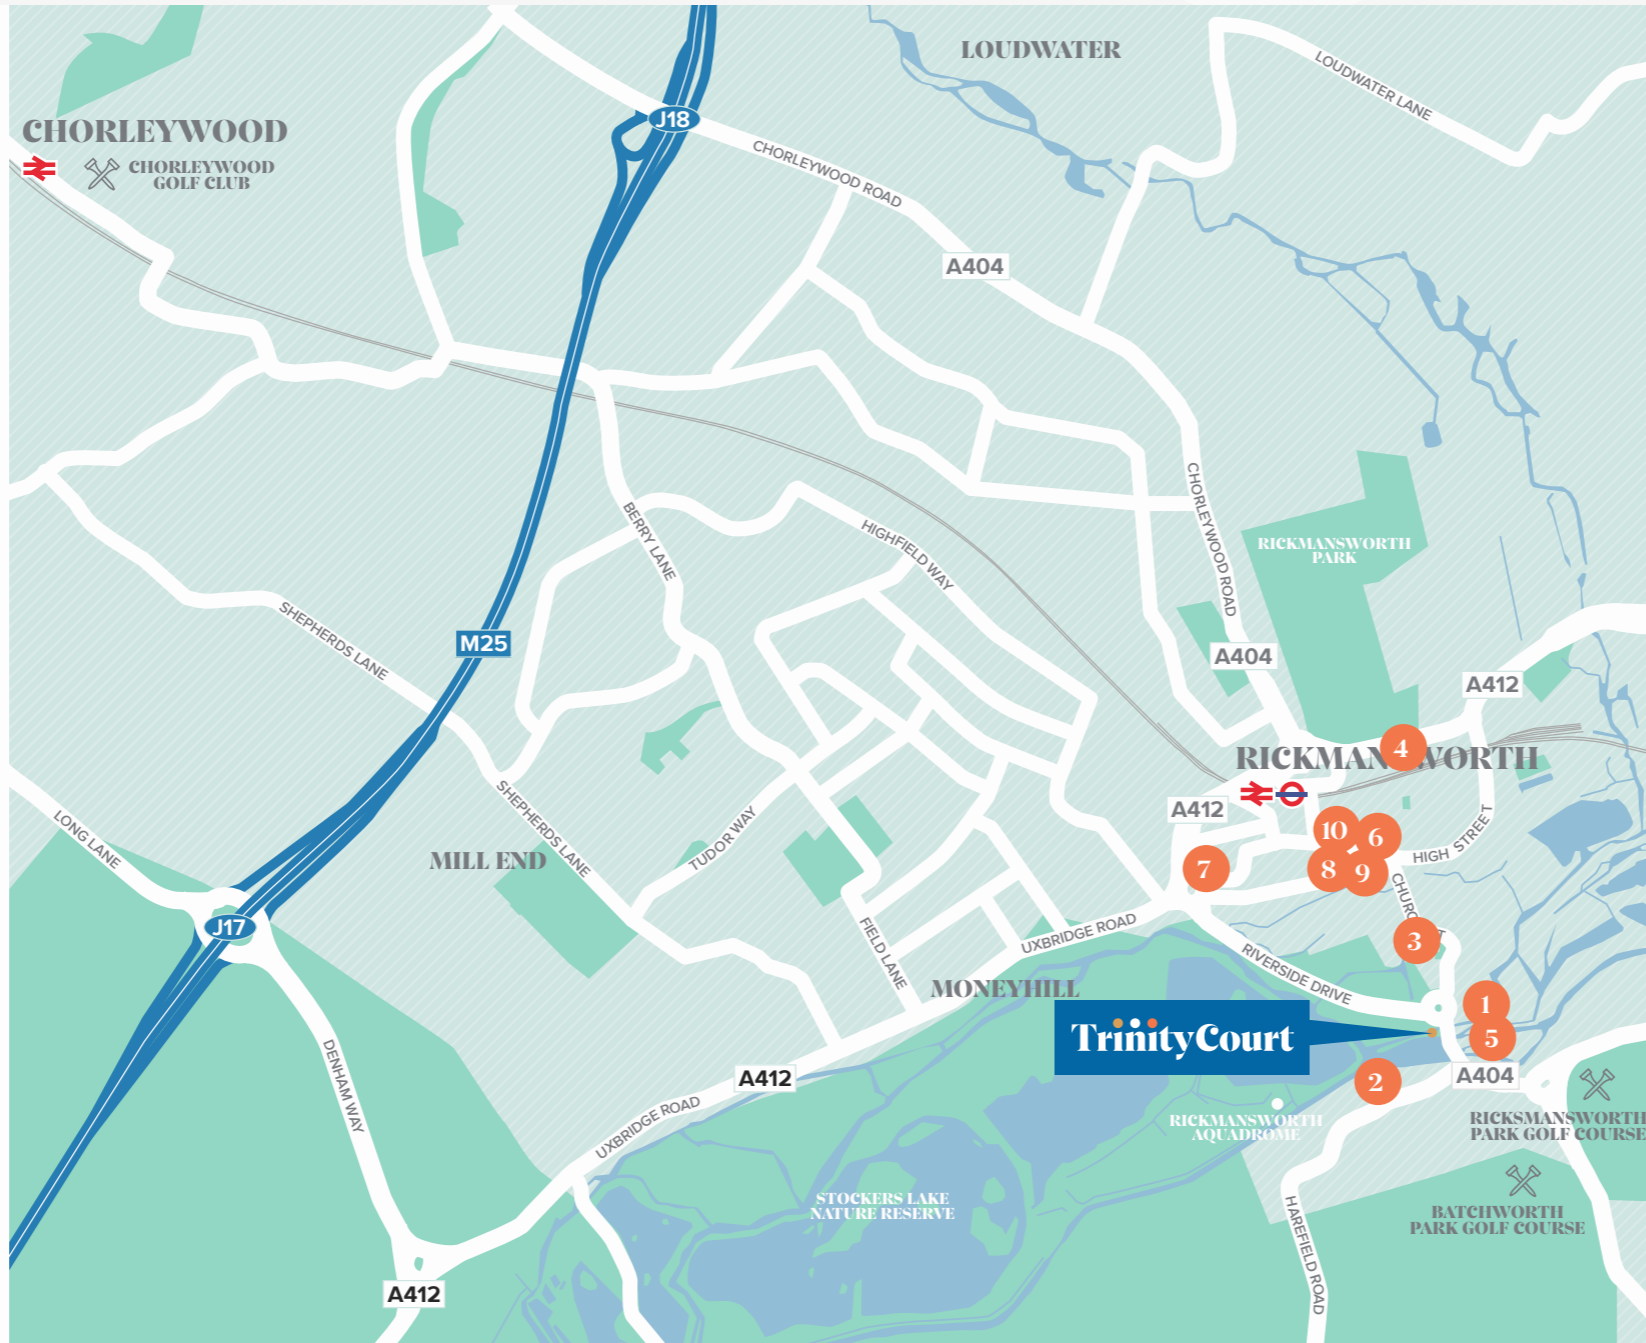 LOUDWATER
LOUDWATER LANE
CHORLEYWOOD
CHORLEYWOOD
GOLF CLUB
J18
CHORLEYWOOD ROAD
A404
BERRY LANE
HIGHFIELD WAY
CHORLEYWOOD ROAD
RICKMANSWORTH
PARK
SHEPHERDS LANE
M25
A404
A412
4
RICKMAN WORTH
A412
LONG LANE
SHEPHERDS LANE
TUDOR WAY
MILL END
10
6
HIGH STREET
7
8
9
CHURC T
J17
FIELD LANE
UXBRIDGE ROAD
3
RIVERSIDE DRIVE
MONEYHILL
1
TrinityCourt
5
DENHAM WAY
A412
2
A404
UXBRIDGE ROAD
RICKMANSWORTH
AQUADROME
RICKSMANSWORTH
PARK GOLF COURSE
STOCKERS LAKE
NATURE RESERVE
BATCHWORTH
PARK GOLF COURSE
HAREFIELD ROAD
A412